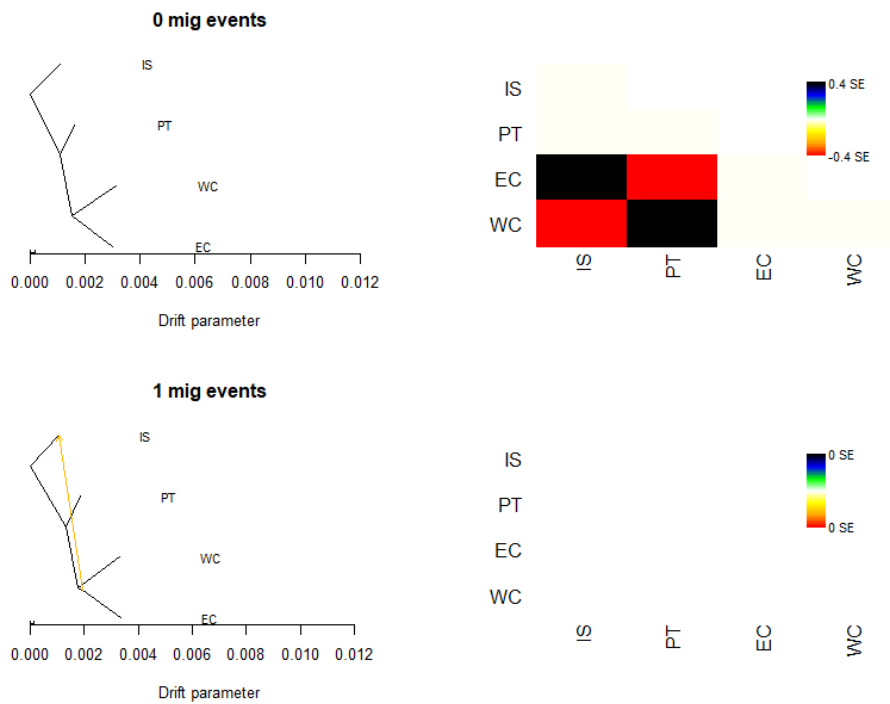 0 mig events
IS
PT
WC
EC
0.000 0.002 0.004 0.006 0.008 0.010 0.012
Drift parameter
IS
PT
EC
WC
0.4 SE
-0.4 SE
IS PT EC WC
1 mig events
IS
PT
WC
EC
0.000 0.002 0.004 0.006 0.008 0.010 0.012
Drift parameter
IS
PT
EC
WC
0 SE
0 SE
IS PT EC WC